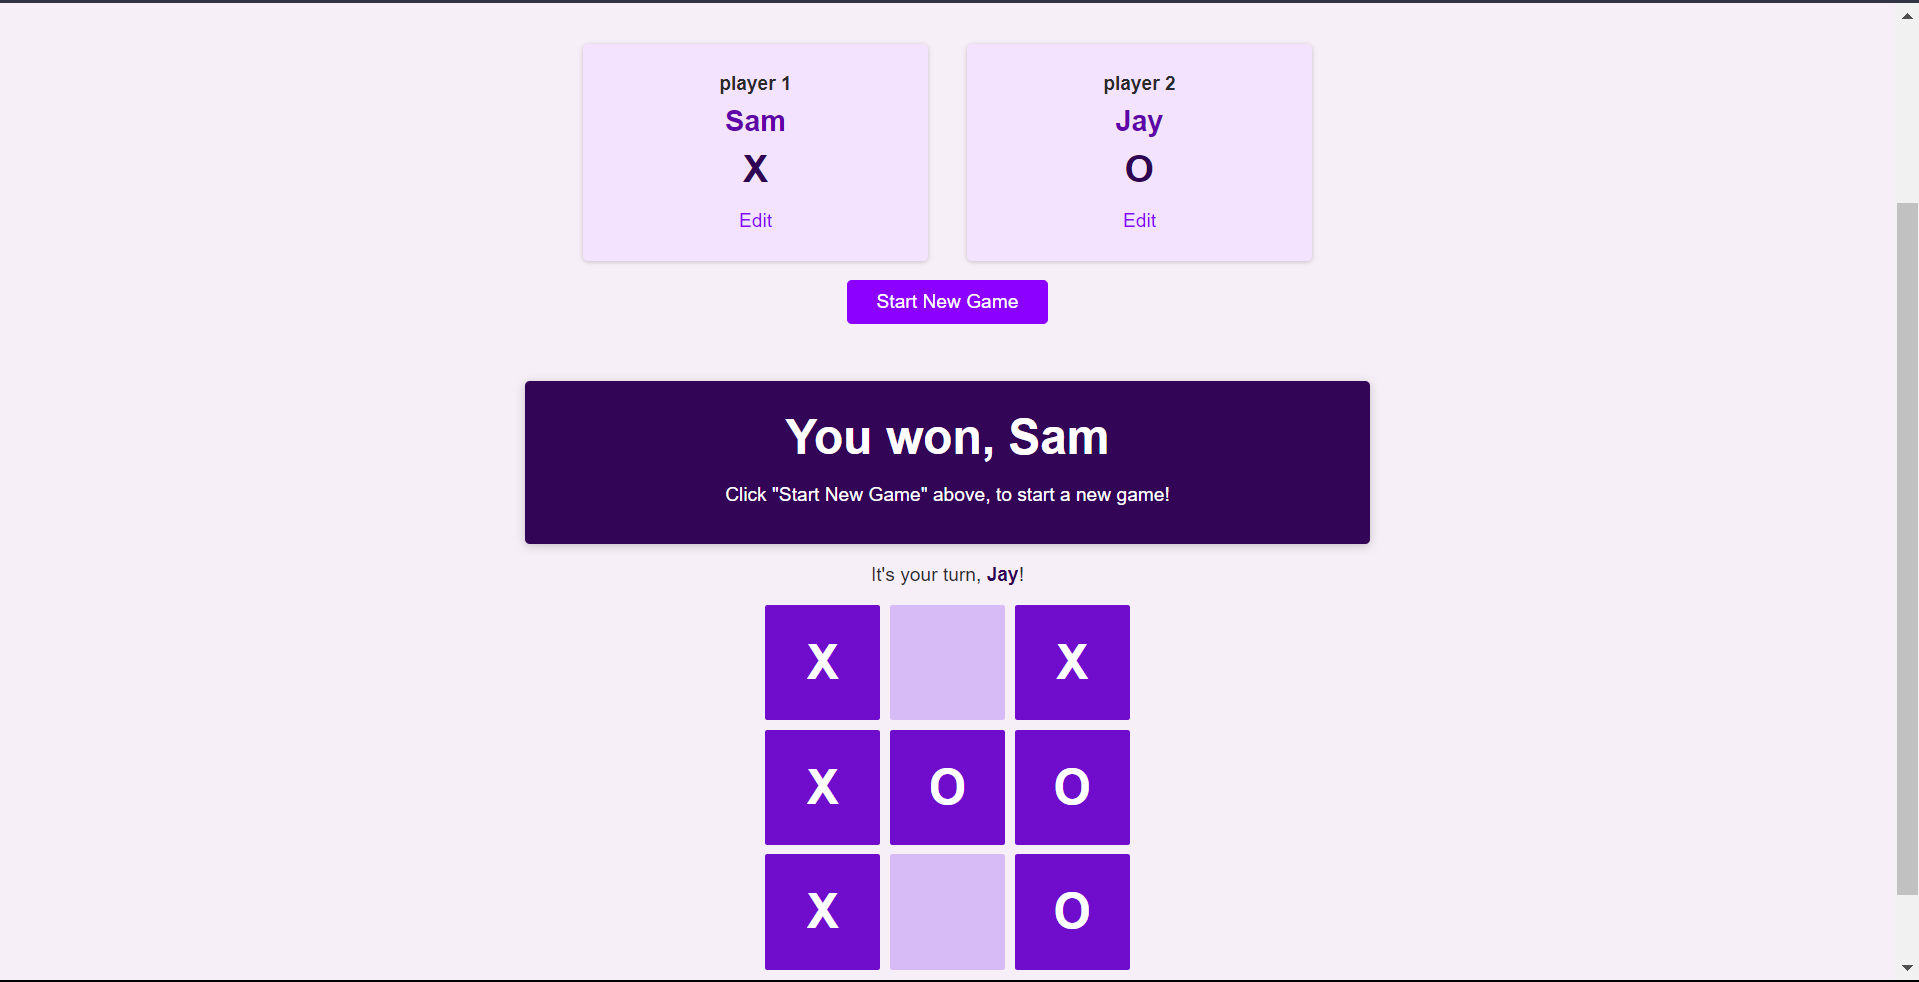 player 1
Sam
X
Edit
player 2
Jay
O
Edit
Start New Game
You won, Sam
Click "Start New Game" above, to start a new game!
It's your turn, Jay!
X X
X O O
X O